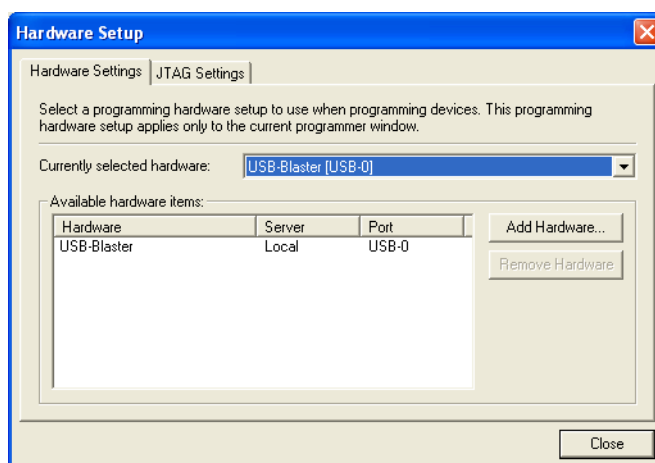 Hardware Setup
Hardware Settings JTAG Settings
Select a programming hardware setup to use when programming devices. This programming
hardware setup applies only to the current programmer window.
Currently selected hardware: USB-Blaster [USB-0]
Available hardware items:
Hardware Server Port
USB-Blaster Local USB-0
Add Hardware...
Remove Hardware
Close